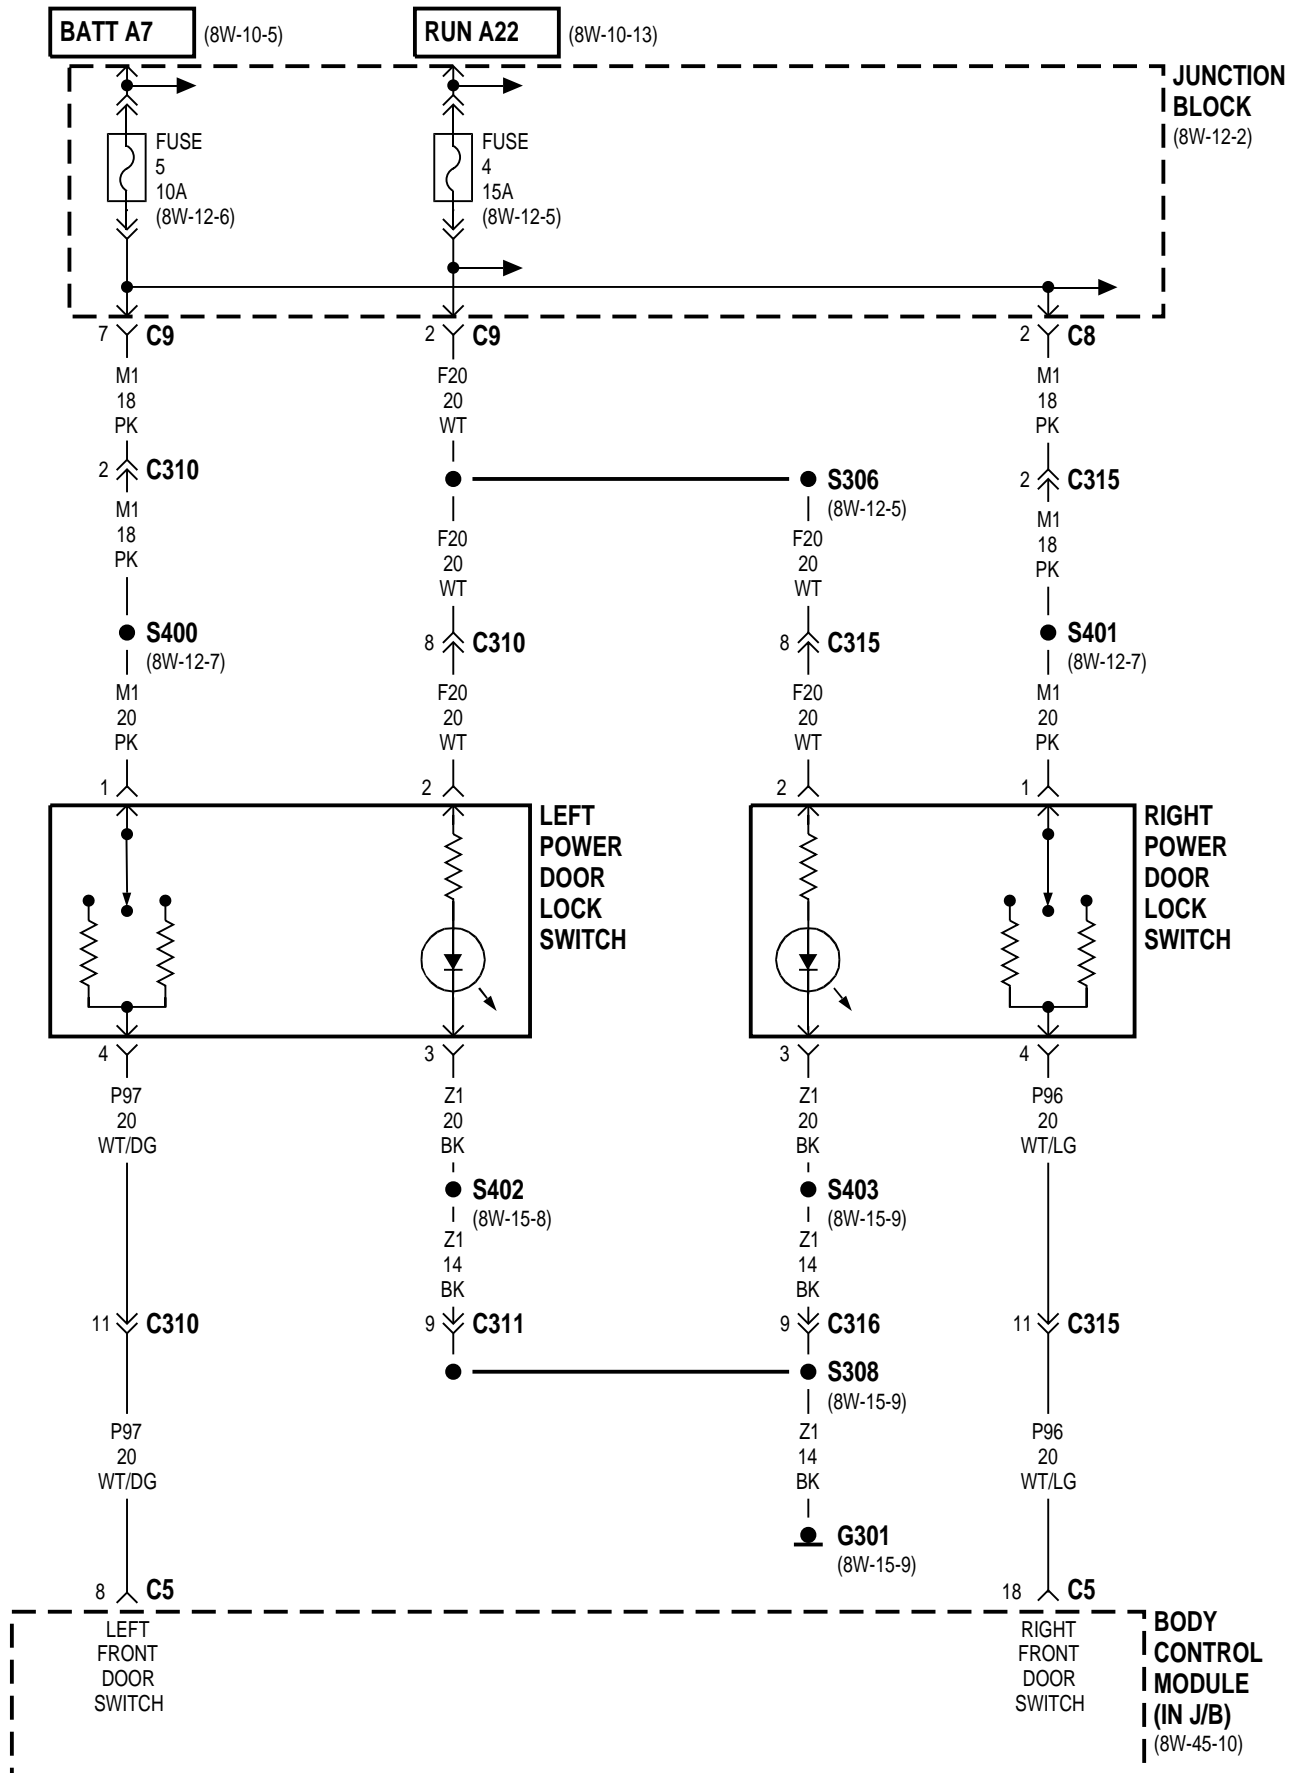 BATT A7 (8W-10-5)
RUN A22 (8W-10-13)
JUNCTION
BLOCK
(8W-12-2)
FUSE
5
10A
(8W-12-6)
FUSE
4
15A
(8W-12-5)
7 C9
2 C9
2 C8
M1
18
PK
F20
20
WT
M1
18
PK
2 C310
S306
(8W-12-5)
2 C315
M1
18
PK
F20
20
WT
F20
20
WT
M1
18
PK
S400
(8W-12-7)
8 C310
8 C315
S401
(8W-12-7)
M1
20
PK
F20
20
WT
F20
20
WT
M1
20
PK
1
2
2
1
LEFT
POWER
DOOR
LOCK
SWITCH
RIGHT
POWER
DOOR
LOCK
SWITCH
4
3
3
4
P97
20
WT/DG
Z1
20
BK
Z1
20
BK
P96
20
WT/LG
S402
(8W-15-8)
S403
(8W-15-9)
Z1
14
BK
Z1
14
BK
11 C310
9 C311
9 C316
11 C315
S308
(8W-15-9)
P97
20
WT/DG
Z1
14
BK
P96
20
WT/LG
G301
(8W-15-9)
8 C5
18 C5
LEFT
FRONT
DOOR
SWITCH
RIGHT
FRONT
DOOR
SWITCH
BODY
CONTROL
MODULE
(IN J/B)
(8W-45-10)